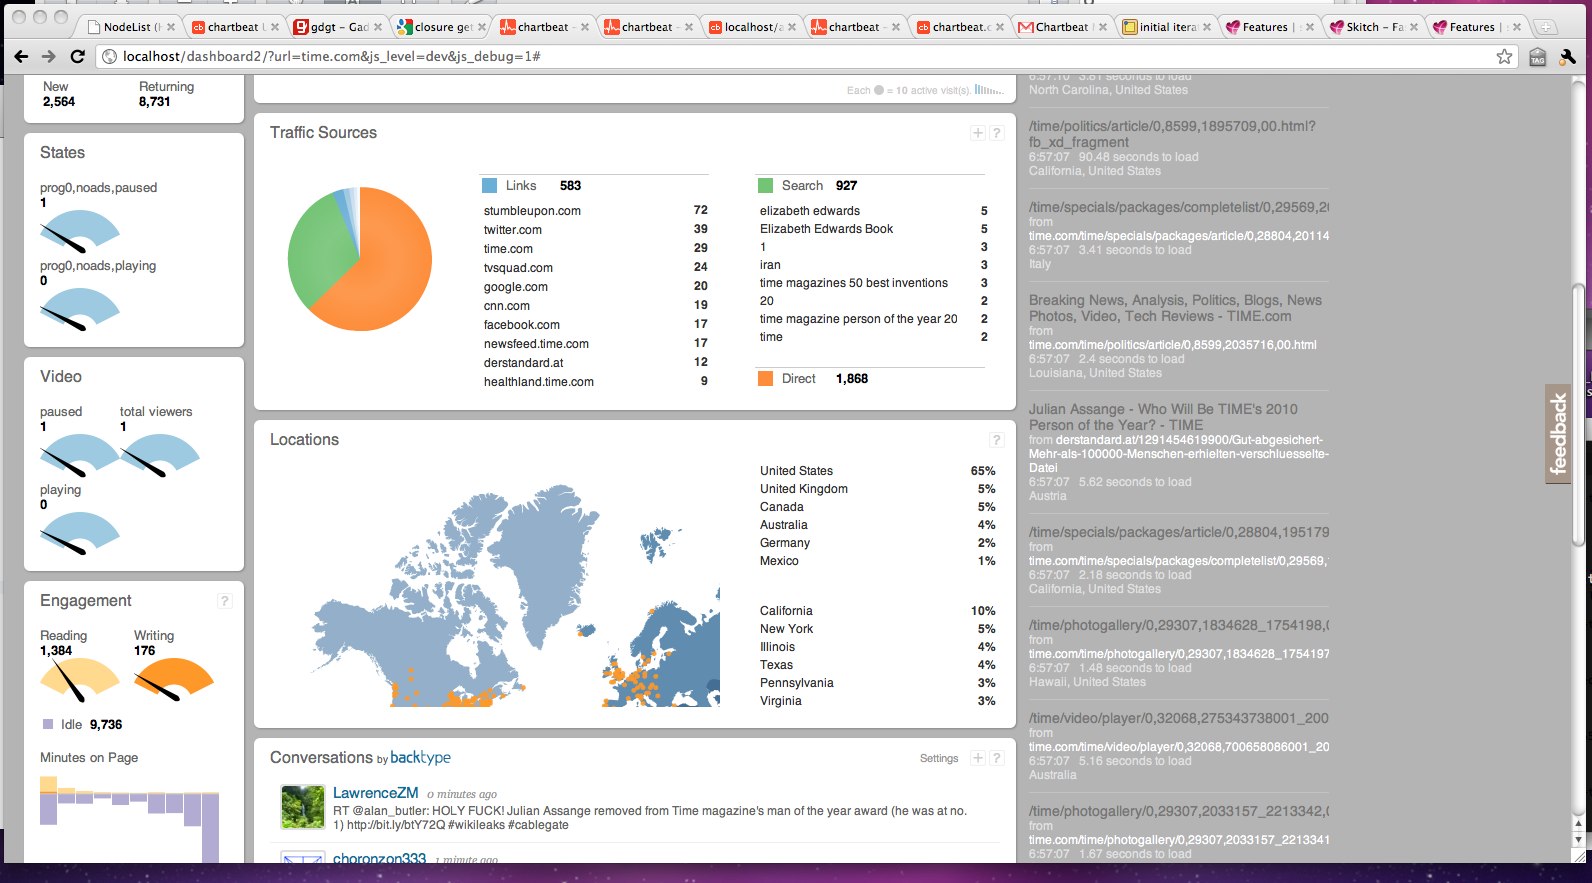 NodeList (H
chartbeat U
gdgt – Gad
closure get
chartbeat -
chartbeat -
localhost/a
chartbeat -
chartbeat.c
Chartbeat M
initial itera
Features | s
Skitch – Fa
Features | s
localhost/dashboard2/?url=time.com&js_level=dev&js_debug=1#
TAG
New
2,564
Returning
8,731
States
prog0,noads,paused
1
prog0,noads,playing
0
Video
paused
1
total viewers
1
playing
0
Engagement
?
Reading
1,384
Writing
176
Idle 9,736
Minutes on Page
Each = 10 active visit(s).
Traffic Sources
+ ?
Links 583
stumbleupon.com 72
twitter.com 39
time.com 29
tvsquad.com 24
google.com 20
cnn.com 19
facebook.com 17
newsfeed.time.com 17
derstandard.at 12
healthland.time.com 9
Search 927
elizabeth edwards 5
Elizabeth Edwards Book 5
1 3
iran 3
time magazines 50 best inventions 3
20 2
time magazine person of the year 20 2
time 2
Direct 1,868
Locations
?
United States 65%
United Kingdom 5%
Canada 5%
Australia 4%
Germany 2%
Mexico 1%
California 10%
New York 5%
Illinois 4%
Texas 4%
Pennsylvania 3%
Virginia 3%
Conversations by backtype
Settings + ?
LawrenceZM 0 minutes ago
RT @alan_butler: HOLY FUCK! Julian Assange removed from Time magazine's man of the year award (he was at no.
1) http://bit.ly/btY72Q #wikileaks #cablegate
choronzon333 1 minute ago
6:57:10 3.81 seconds to load
North Carolina, United States
/time/politics/article/0,8599,1895709,00.html?
fb_xd_fragment
6:57:07 90.48 seconds to load
California, United States
/time/specials/packages/completelist/0,29569,20
from
time.com/time/specials/packages/article/0,28804,20114
6:57:07 3.41 seconds to load
Italy
Breaking News, Analysis, Politics, Blogs, News
Photos, Video, Tech Reviews - TIME.com
from
time.com/time/politics/article/0,8599,2035716,00.html
6:57:07 2.4 seconds to load
Louisiana, United States
Julian Assange - Who Will Be TIME's 2010
Person of the Year? - TIME
from derstandard.at/1291454619900/Gut-abgesichert-
Mehr-als-100000-Menschen-erhielten-verschluesselte-
Datei
6:57:07 5.62 seconds to load
Austria
/time/specials/packages/article/0,28804,195179
from
time.com/time/specials/packages/completelist/0,29569,
6:57:07 2.18 seconds to load
California, United States
/time/photogallery/0,29307,1834628_1754198,0
from
time.com/time/photogallery/0,29307,1834628_1754197
6:57:07 1.48 seconds to load
Hawaii, United States
/time/video/player/0,32068,275343738001_200
from
time.com/time/video/player/0,32068,700658086001_20
6:57:07 5.16 seconds to load
Australia
/time/photogallery/0,29307,2033157_2213342,0
from
time.com/time/photogallery/0,29307,2033157_2213341
6:57:07 1.67 seconds to load
feedback